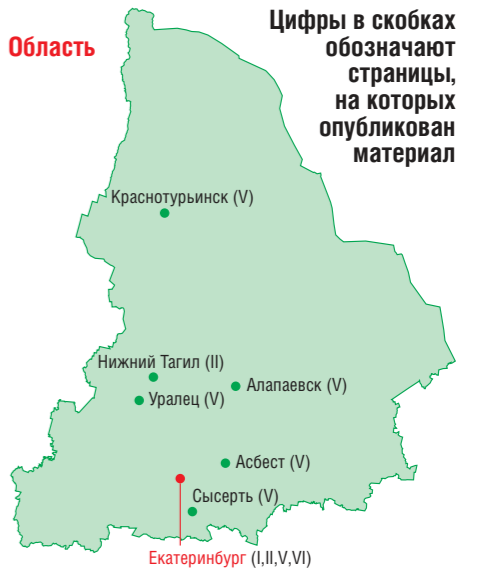 Область
Цифры в скобках
обозначают
страницы,
на которых
опубликован
материал
Краснотурьинск (V)
Нижний Тагил (II)
Алапаевск (V)
Уралец (V)
Асбест (V)
Сысерть (V)
Екатеринбург (I,II,V,VI)